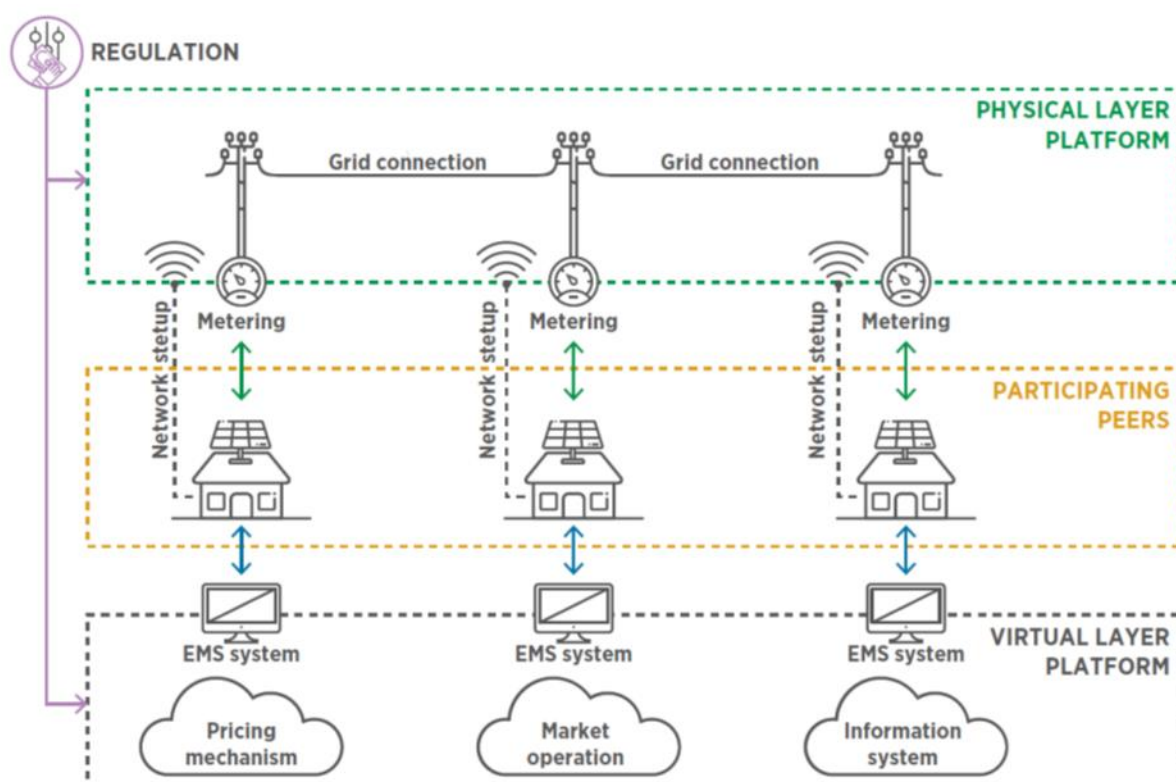 REGULATION
PHYSICAL LAYER
PLATFORM
Grid connection
Grid connection
Metering
Metering
Metering
Network stetup
Network stetup
Network stetup
PARTICIPATING
PEERS
EMS system
EMS system
EMS system
VIRTUAL LAYER
PLATFORM
Pricing
mechanism
Market
operation
Information
system